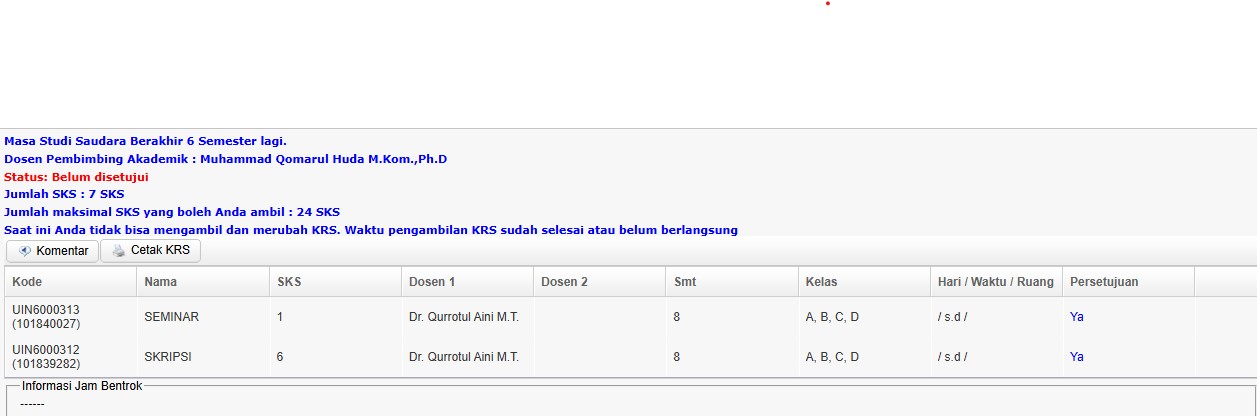 Masa Studi Saudara Berakhir 6 Semester lagi.
Dosen Pembimbing Akademik : Muhammad Qomarul Huda M.Kom.,Ph.D
Status: Belum disetujui
Jumlah SKS : 7 SKS
Jumlah maksimal SKS yang boleh Anda ambil : 24 SKS
Saat ini Anda tidak bisa mengambil dan merubah KRS. Waktu pengambilan KRS sudah selesai atau belum berlangsung
Komentar Cetak KRS
Kode Nama SKS Dosen 1 Dosen 2 Smt Kelas Hari / Waktu / Ruang Persetujuan
UIN6000313
(101840027) SEMINAR 1 Dr. Qurrotul Aini M.T. 8 A, B, C, D / s.d / Ya
UIN6000312
(101839282) SKRIPSI 6 Dr. Qurrotul Aini M.T. 8 A, B, C, D / s.d / Ya
Informasi Jam Bentrok
------